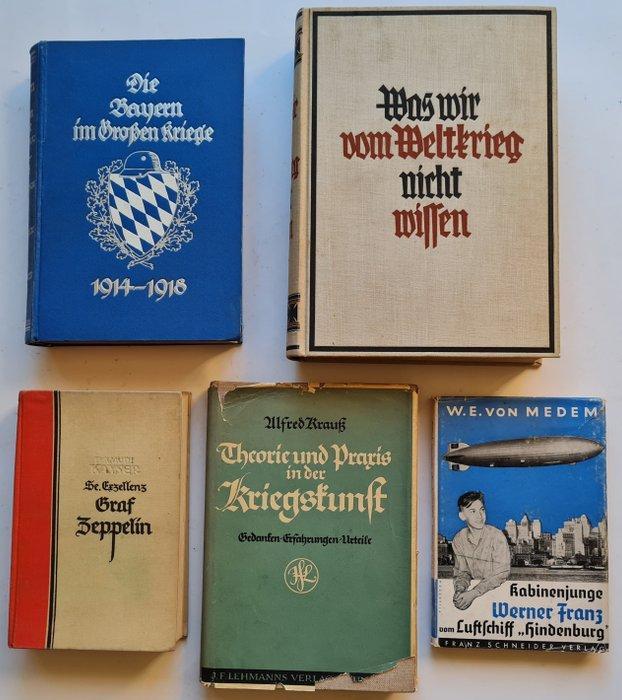 Die
Bayern
im Großen Kriege
1914–1918
Was wir
vom Weltkrieg
nicht
wissen
KAYSER
Se. Exzellenz
Graf
Zeppelin
Alfred Krauß
Theorie und Praxis
in der
Kriegskunst
Gedanken·Erfahrungen·Urteile
JFL
J. F. LEHMANNS VERLAG
W. E. VON MEDEM
Kabinenjunge
Werner Franz
vom Luftschiff „Hindenburg"
FRANZ SCHNEIDER VERLAG